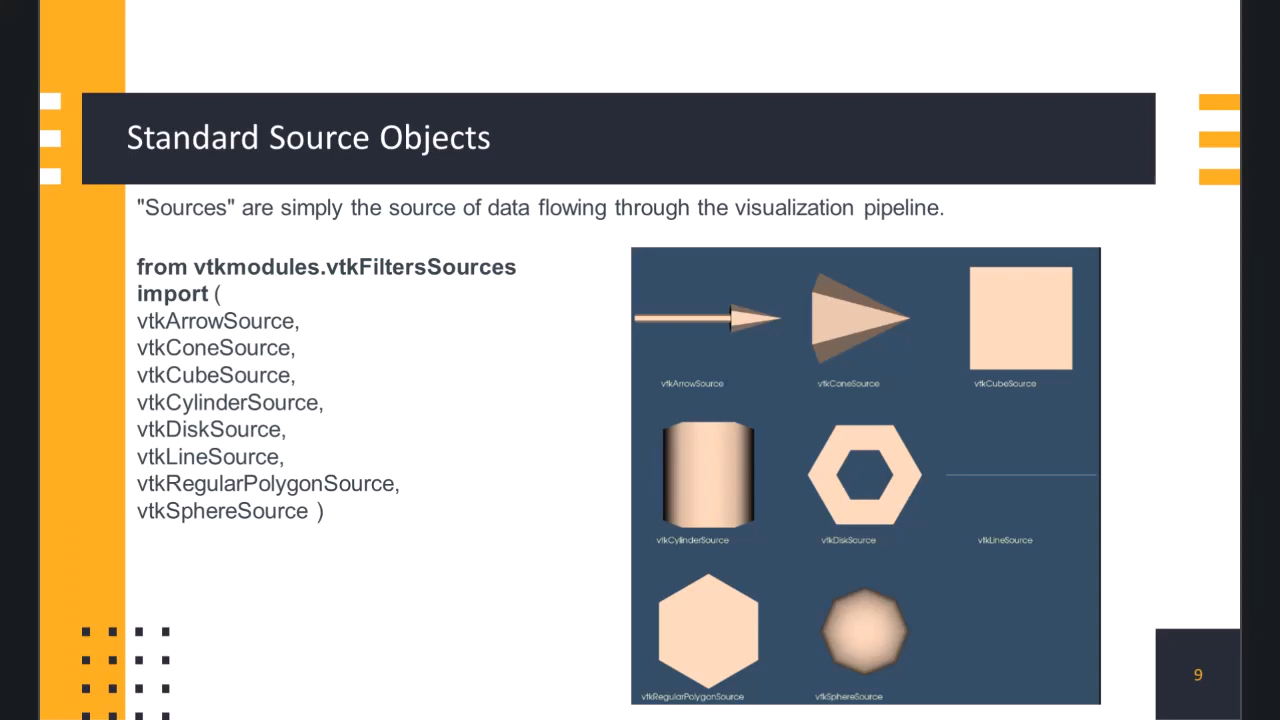 Standard Source Objects
"Sources" are simply the source of data flowing through the visualization pipeline.
from vtkmodules.vtkFiltersSources
import (
vtkArrowSource,
vtkConeSource,
vtkCubeSource,
vtkCylinderSource,
vtkDiskSource,
vtkLineSource,
vtkRegularPolygonSource,
vtkSphereSource )
vtkArrowSource
vtkConeSource
vtkCubeSource
vtkCylinderSource
vtkDiskSource
vtkLineSource
vtkRegularPolygonSource
vtkSphereSource
9